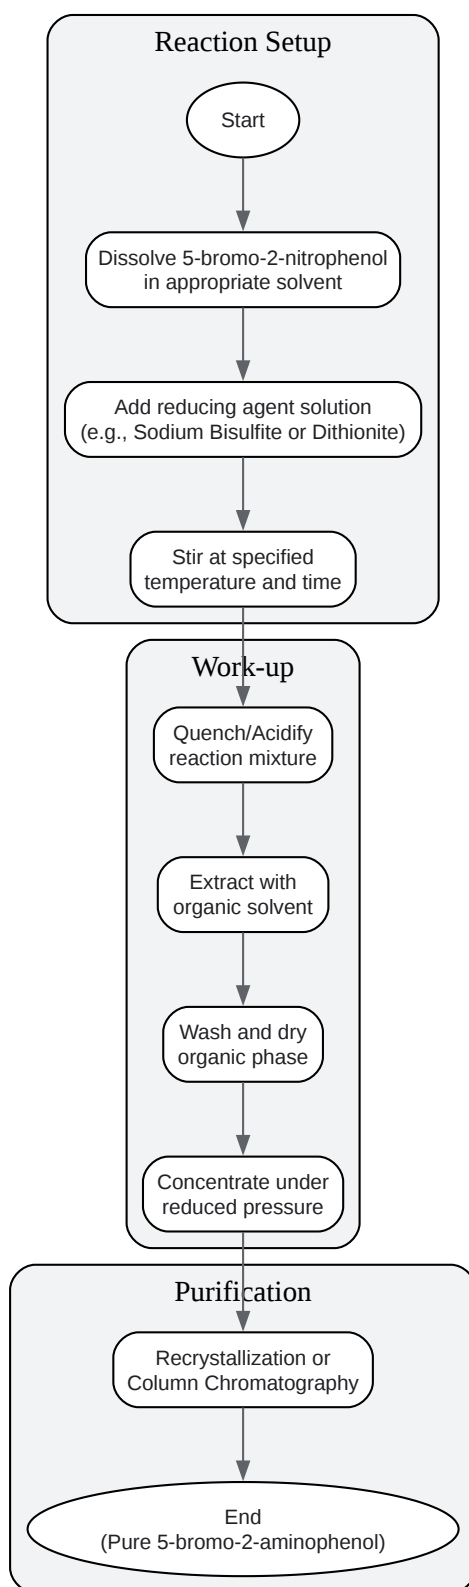 Reaction Setup
Start
Dissolve 5-bromo-2-nitrophenol
in appropriate solvent
Add reducing agent solution
(e.g., Sodium Bisulfite or Dithionite)
Stir at specified
temperature and time
Work-up
Quench/Acidify
reaction mixture
Extract with
organic solvent
Wash and dry
organic phase
Concentrate under
reduced pressure
Purification
Recrystallization or
Column Chromatography
End
(Pure 5-bromo-2-aminophenol)